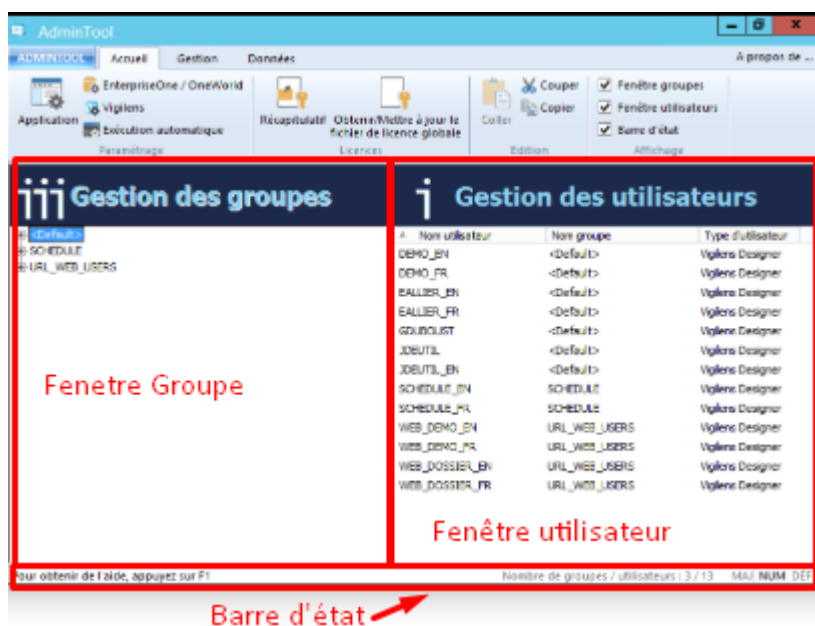 AdminTool
ADMINTOOL Accueil Gestion Données A propos de ...
Application
EnterpriseOne / OneWorld
Vigilens
Exécution automatique
Paramétrage
Récapitulatif
Obtenir/Mettre à jour le
fichier de licence globale
Licences
Coller
Couper
Copier
Edition
Fenêtre groupes
Fenêtre utilisateurs
Barre d'état
Affichage
iii Gestion des groupes
<Default>
SCHEDULE
URL_WEB_USERS
Fenetre Groupe
i Gestion des utilisateurs
Nom utilisateur Nom groupe Type d'utilisateur
DEMO_EN <Default> Vigilens Designer
DEMO_FR <Default> Vigilens Designer
EALLIER_EN <Default> Vigilens Designer
EALLIER_FR <Default> Vigilens Designer
<Default> Vigilens Designer
JDEUTIL <Default> Vigilens Designer
JDEUTIL_EN <Default> Vigilens Designer
SCHEDULE_EN SCHEDULE Vigilens Designer
SCHEDULE_FR SCHEDULE Vigilens Designer
WEB_DEMO_EN URL_WEB_USERS Vigilens Designer
WEB_DEMO_FR URL_WEB_USERS Vigilens Designer
WEB_DOSSIER_EN URL_WEB_USERS Vigilens Designer
WEB_DOSSIER_FR URL_WEB_USERS Vigilens Designer
Fenêtre utilisateur
Pour obtenir de l'aide, appuyez sur F1 Nombre de groupes / utilisateurs : 3 / 13 MAJ NUM DÉF
Barre d'état